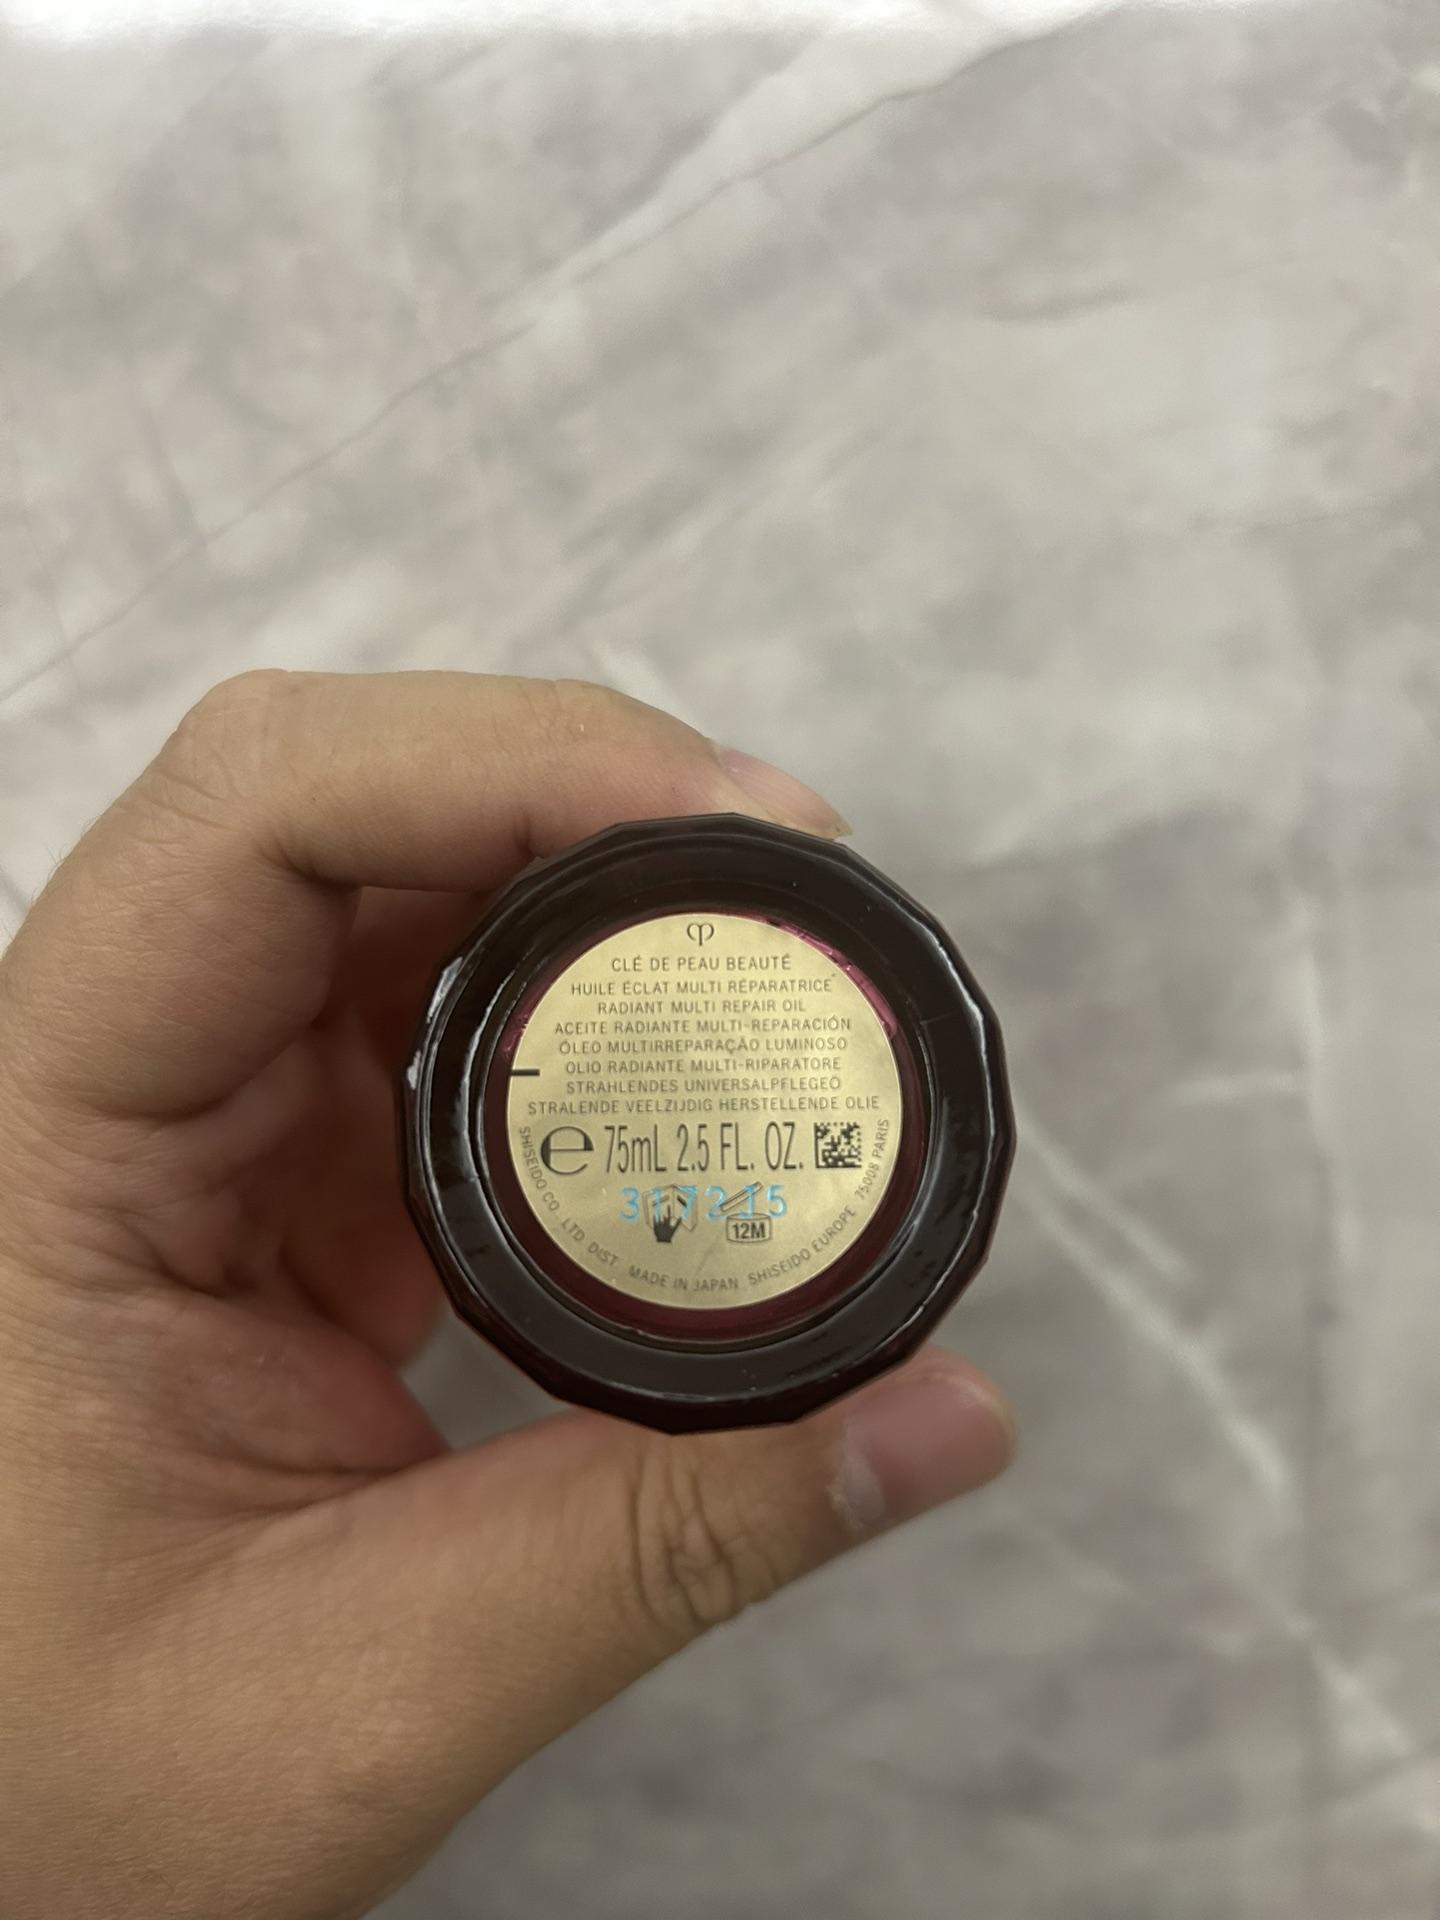 CLÉ DE PEAU BEAUTÉ
HUILE ÉCLAT MULTI RÉPARATRICE
RADIANT MULTI REPAIR OIL
ACEITE RADIANTE MULTI-REPARACIÓN
ÓLEO MULTIRREPARAÇÃO LUMINOSO
OLIO RADIANTE MULTI-RIPARATORE
STRAHLENDES UNIVERSALPFLEGEÖ
STRALENDE VEELZIJDIG HERSTELLENDE OLIE
e 75mL 2.5 FL. OZ.
317215
12M
SHISEIDO CO., LTD. DIST. MADE IN JAPAN SHISEIDO EUROPE 75008 PARIS